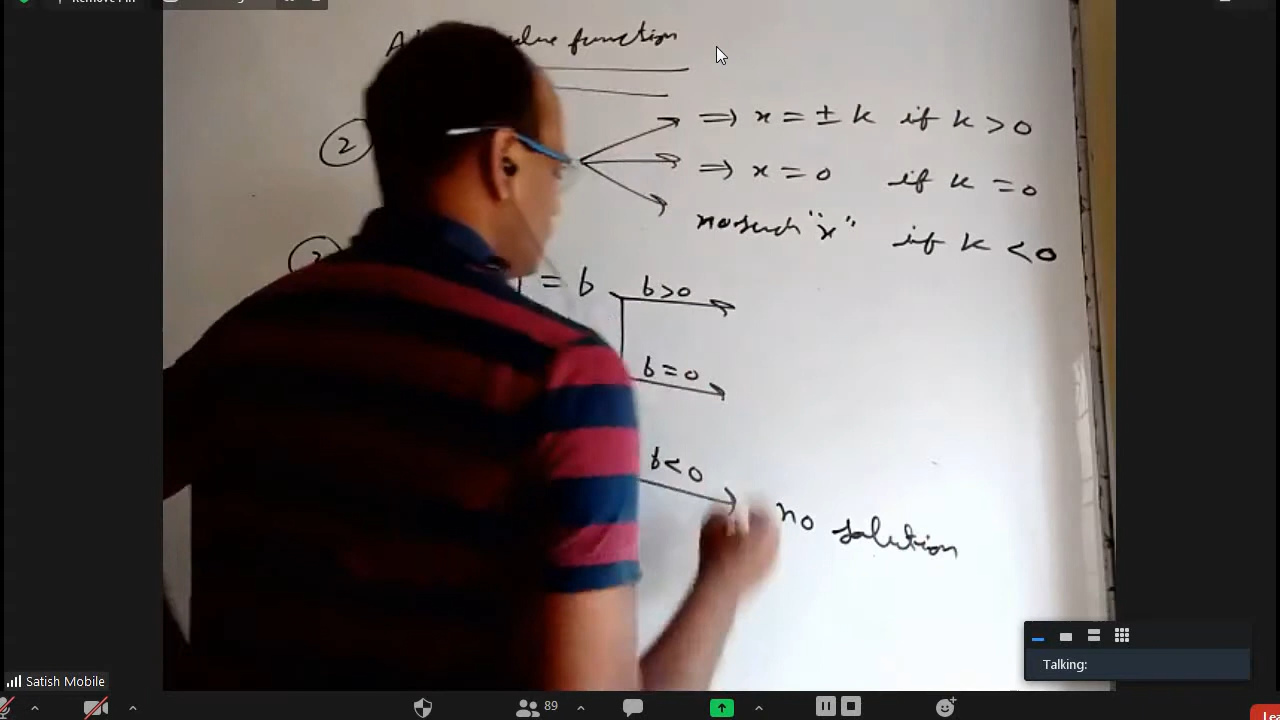 function
② ⇒ x = ± k if k > 0
⇒ x = 0 if k = 0
no such "x" if k < 0
= b b > 0
b = 0
b < 0 no solution
Talking:
Satish Mobile
89